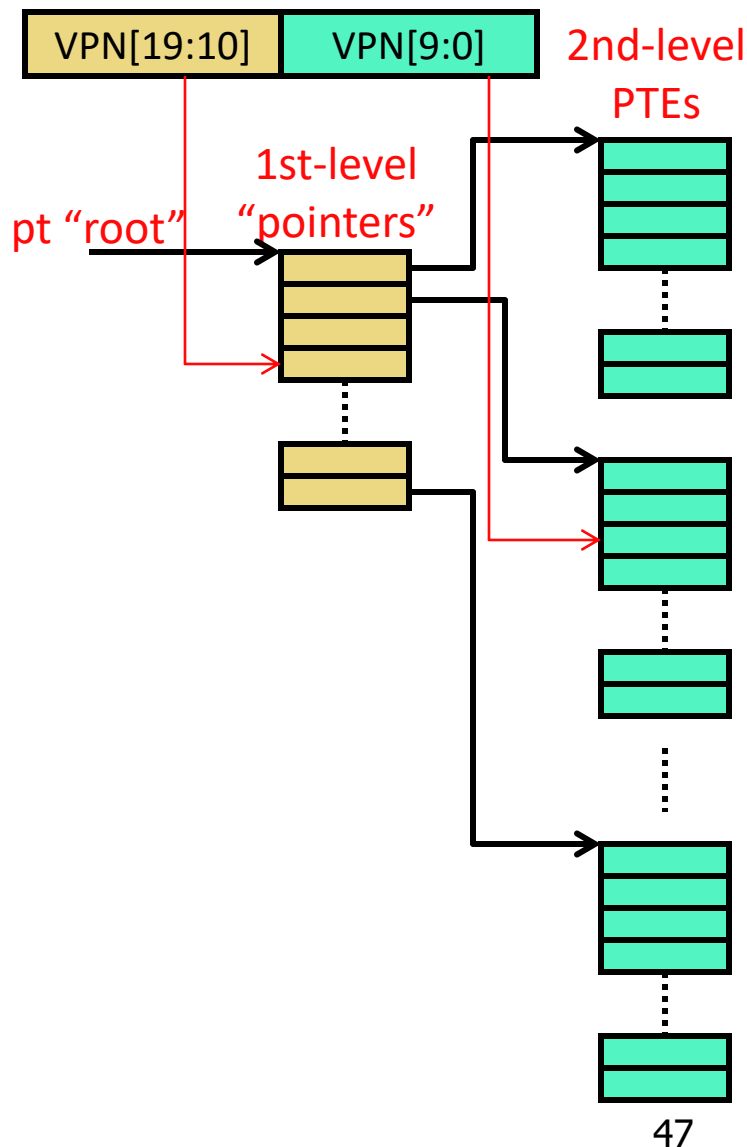 VPN[19:10] VPN[9:0]
2nd-level
PTEs
1st-level
“pointers”
pt “root”
47